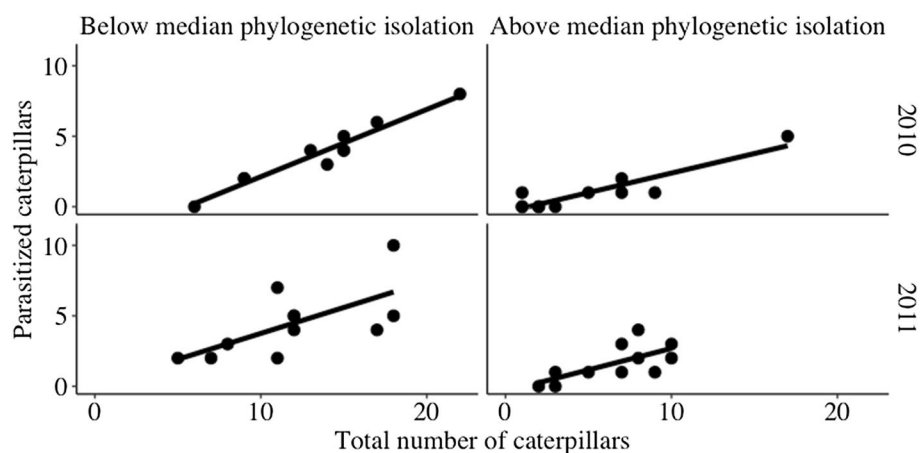 Below median phylogenetic isolation Above median phylogenetic isolation
10
5
0
2010
10
5
0
2011
Parasitized caterpillars
0 10 20 0 10 20
Total number of caterpillars